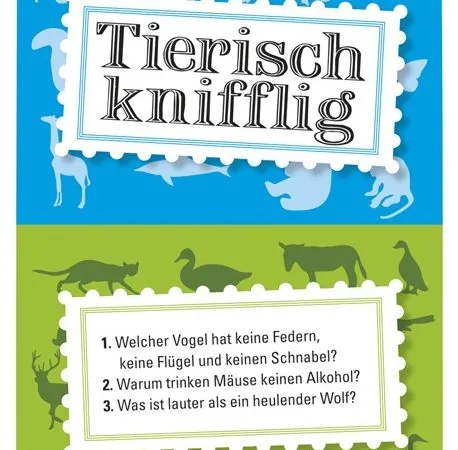 Tierisch
knifflig
1. Welcher Vogel hat keine Federn,
keine Flügel und keinen Schnabel?
2. Warum trinken Mäuse keinen Alkohol?
3. Was ist lauter als ein heulender Wolf?